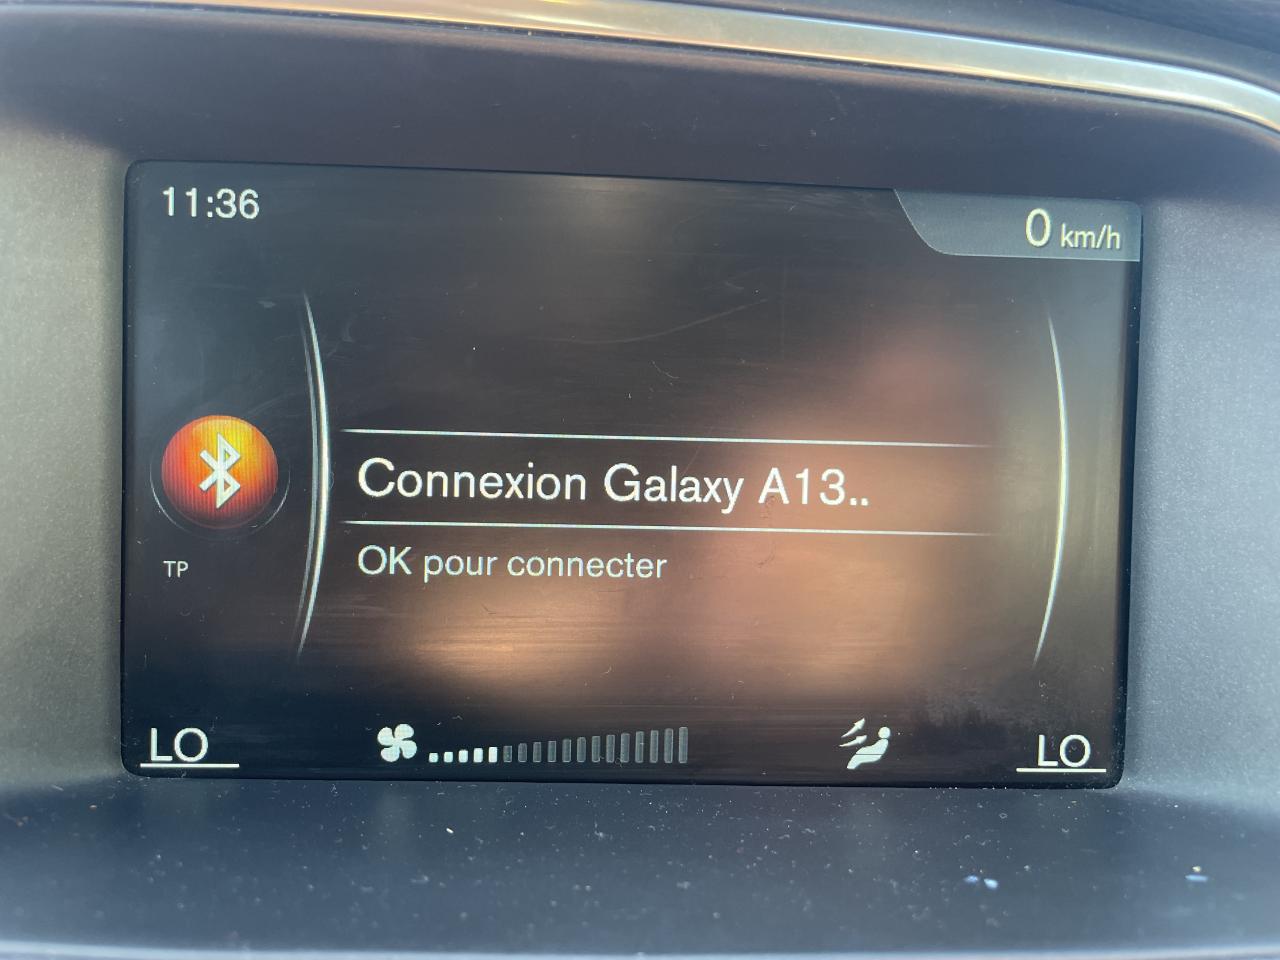 11:36
0 km/h
Connexion Galaxy A13..
OK pour connecter
TP
LO
LO